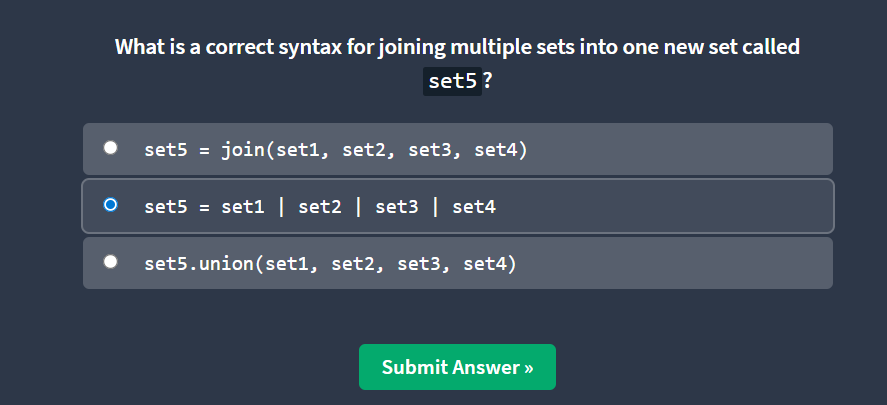 What is a correct syntax for joining multiple sets into one new set called
set5?
set5 = join(set1, set2, set3, set4)
set5 = set1 | set2 | set3 | set4
set5.union(set1, set2, set3, set4)
Submit Answer »